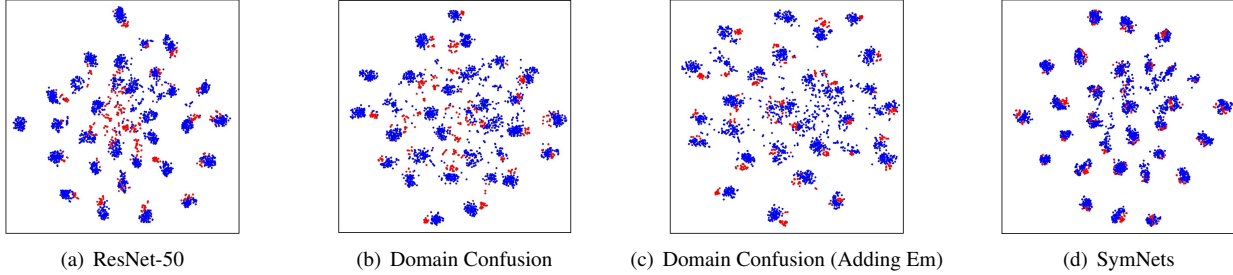 (a) ResNet-50
(b) Domain Confusion
(c) Domain Confusion (Adding Em)
(d) SymNets